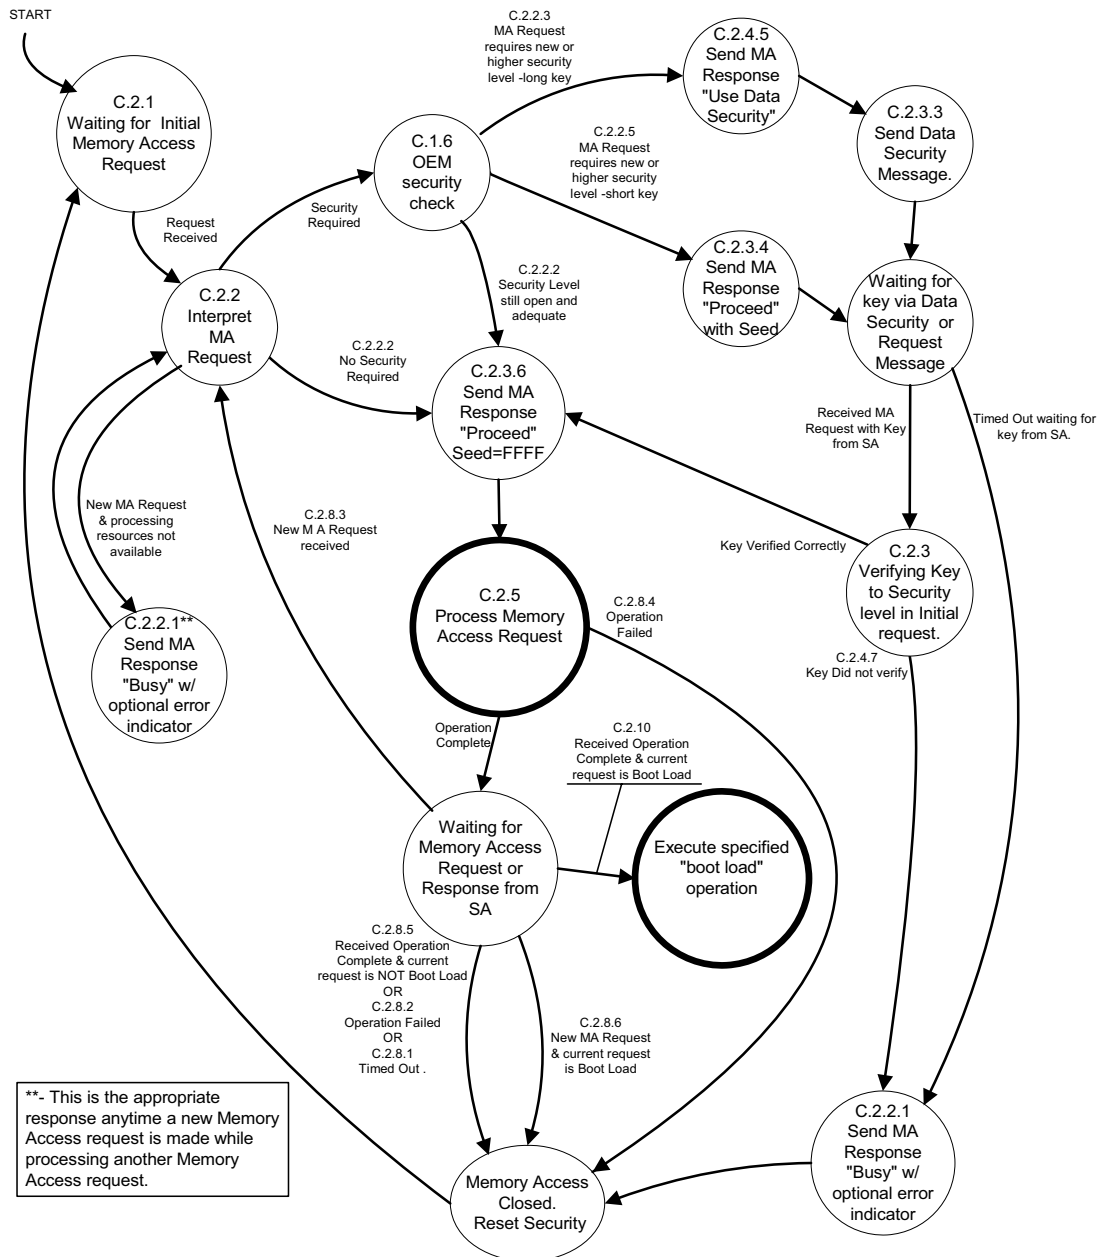 START
C.2.1
Waiting for Initial
Memory Access
Request
Request
Received
C.2.2
Interpret
MA
Request
Security
Required
C.1.6
OEM
security
check
C.2.2.3
MA Request
requires new or
higher security
level -long key
C.2.4.5
Send MA
Response
"Use Data
Security"
C.2.3.3
Send Data
Security
Message.
C.2.2.5
MA Request
requires new or
higher security
level -short key
C.2.3.4
Send MA
Response
"Proceed"
with Seed
Waiting for
key via Data
Security or
Request
Message
C.2.2.2
Security Level
still open and
adequate
C.2.2.2
No Security
Required
C.2.3.6
Send MA
Response
"Proceed"
Seed=FFFF
Received MA
Request with Key
from SA
Timed Out waiting for
key from SA.
New MA Request
& processing
resources not
available
C.2.8.3
New M A Request
received
Key Verified Correctly
C.2.3
Verifying Key
to Security
level in Initial
request.
C.2.5
Process Memory
Access Request
C.2.8.4
Operation
Failed
C.2.4.7
Key Did not verify
C.2.2.1**
Send MA
Response
"Busy" w/
optional error
indicator
Operation
Complete
C.2.10
Received Operation
Complete & current
request is Boot Load
Waiting for
Memory Access
Request or
Response from
SA
Execute specified
"boot load"
operation
C.2.8.5
Received Operation
Complete & current
request is NOT Boot Load
OR
C.2.8.2
Operation Failed
OR
C.2.8.1
Timed Out .
C.2.8.6
New MA Request
& current request
is Boot Load
**- This is the appropriate
response anytime a new Memory
Access request is made while
processing another Memory
Access request.
Memory Access
Closed.
Reset Security
C.2.2.1
Send MA
Response
"Busy" w/
optional error
indicator